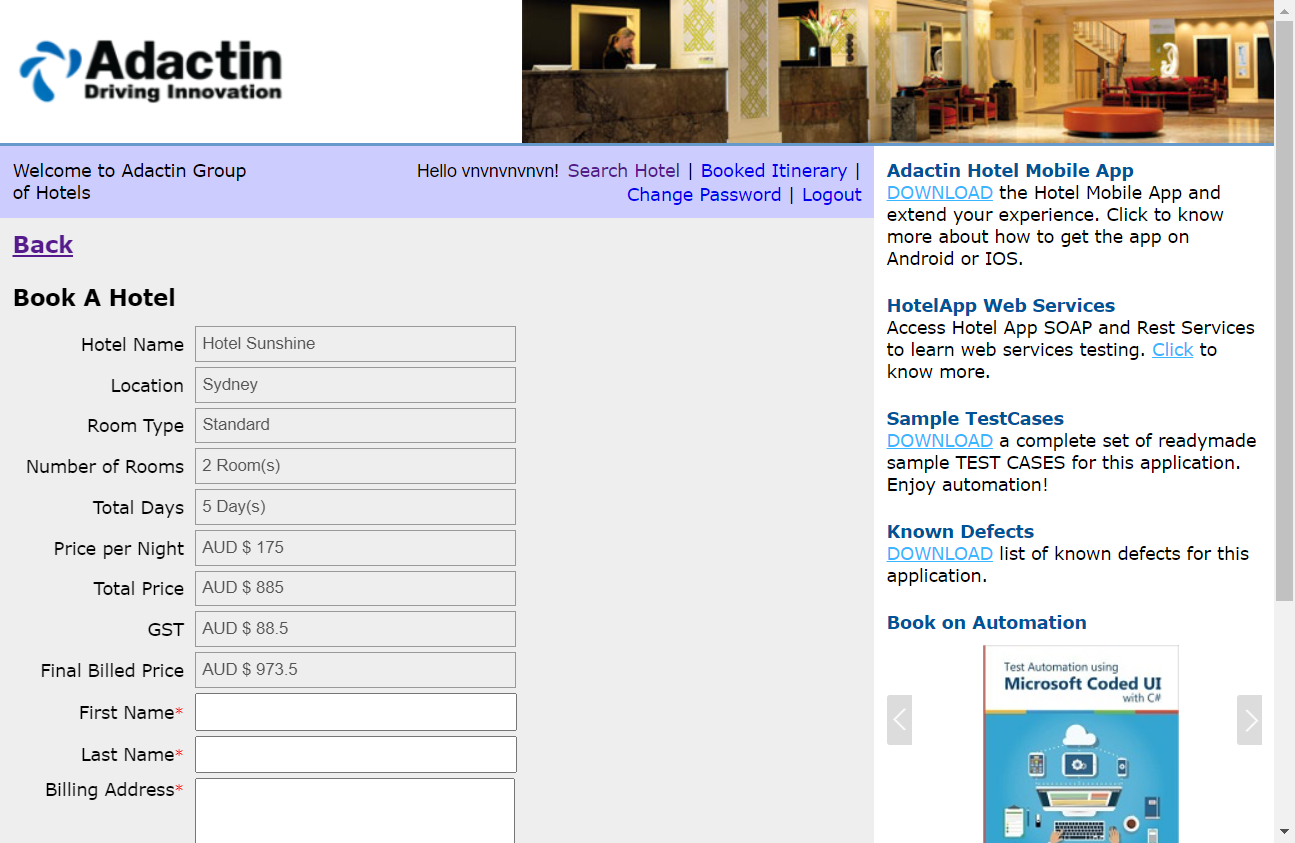 Adactin
Driving Innovation
Welcome to Adactin Group
of Hotels
Hello vnvnvnvnvn! Search Hotel | Booked Itinerary |
Change Password | Logout
Back
Book A Hotel
Hotel Name Hotel Sunshine
Location Sydney
Room Type Standard
Number of Rooms 2 Room(s)
Total Days 5 Day(s)
Price per Night AUD $ 175
Total Price AUD $ 885
GST AUD $ 88.5
Final Billed Price AUD $ 973.5
First Name*
Last Name*
Billing Address*
Adactin Hotel Mobile App
DOWNLOAD the Hotel Mobile App and
extend your experience. Click to know
more about how to get the app on
Android or IOS.
HotelApp Web Services
Access Hotel App SOAP and Rest Services
to learn web services testing. Click to
know more.
Sample TestCases
DOWNLOAD a complete set of readymade
sample TEST CASES for this application.
Enjoy automation!
Known Defects
DOWNLOAD list of known defects for this
application.
Book on Automation
Test Automation using
Microsoft Coded UI
with C#